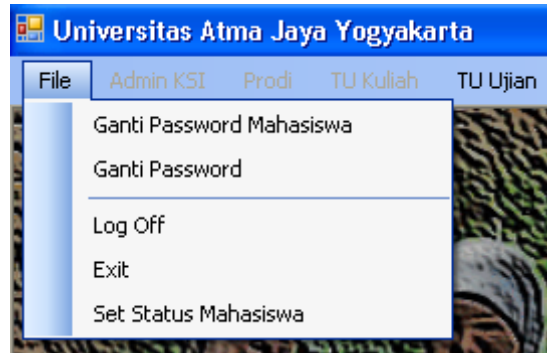 Universitas Atma Jaya Yogyakarta
File Admin KSI Prodi TU Kuliah TU Ujian
Ganti Password Mahasiswa
Ganti Password
Log Off
Exit
Set Status Mahasiswa